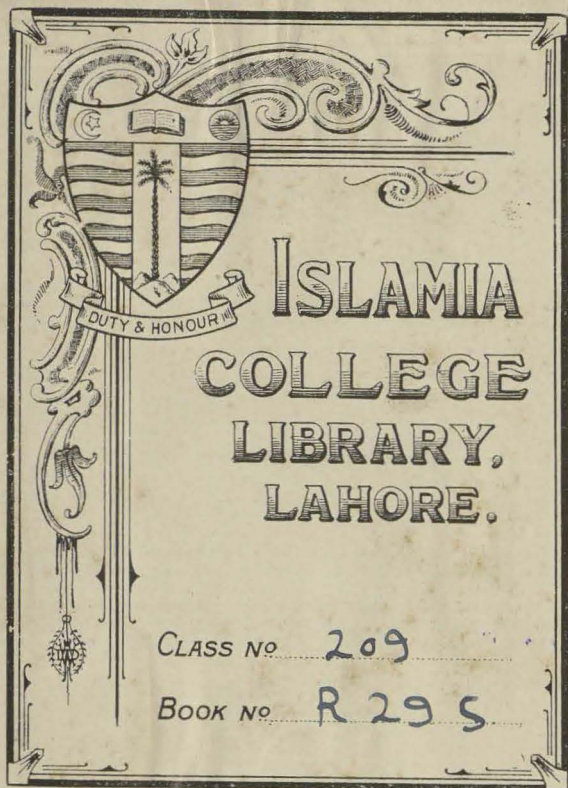 DUTY & HONOUR
ISLAMIA
COLLEGE
LIBRARY,
LAHORE.
CLASS No 209
BOOK No R 29 S